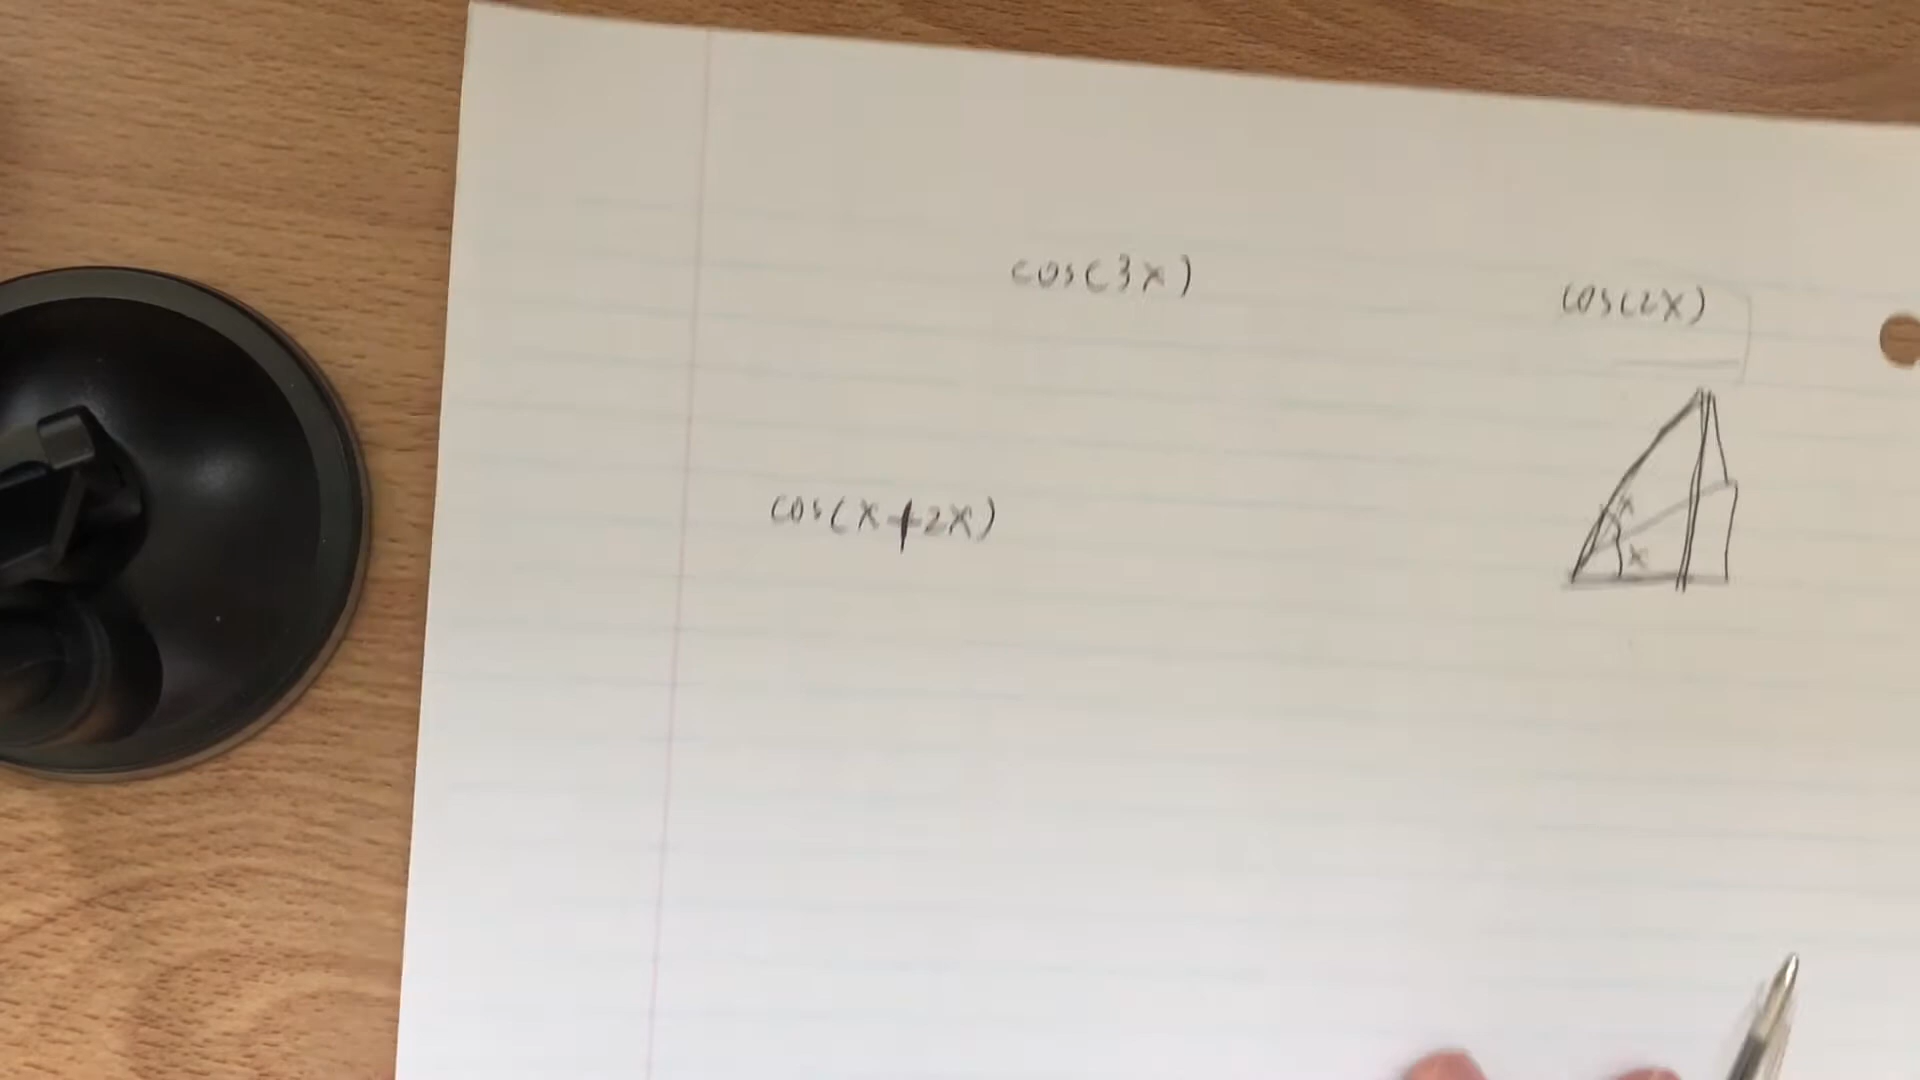 cos(3x)
cos(2x)
cos(x+2x)
x
x